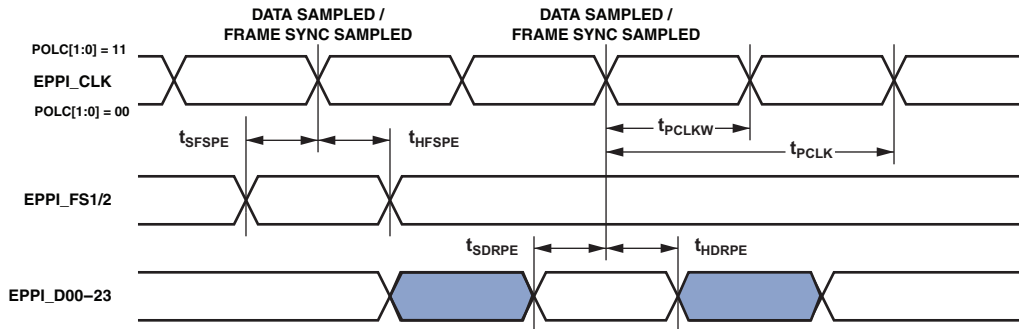 DATA SAMPLED /
FRAME SYNC SAMPLED
DATA SAMPLED /
FRAME SYNC SAMPLED
POLC[1:0] = 11
EPPI_CLK
POLC[1:0] = 00
tSFSPE
tHFSPE
tPCLKW
tPCLK
EPPI_FS1/2
tSDRPE
tHDRPE
EPPI_D00–23